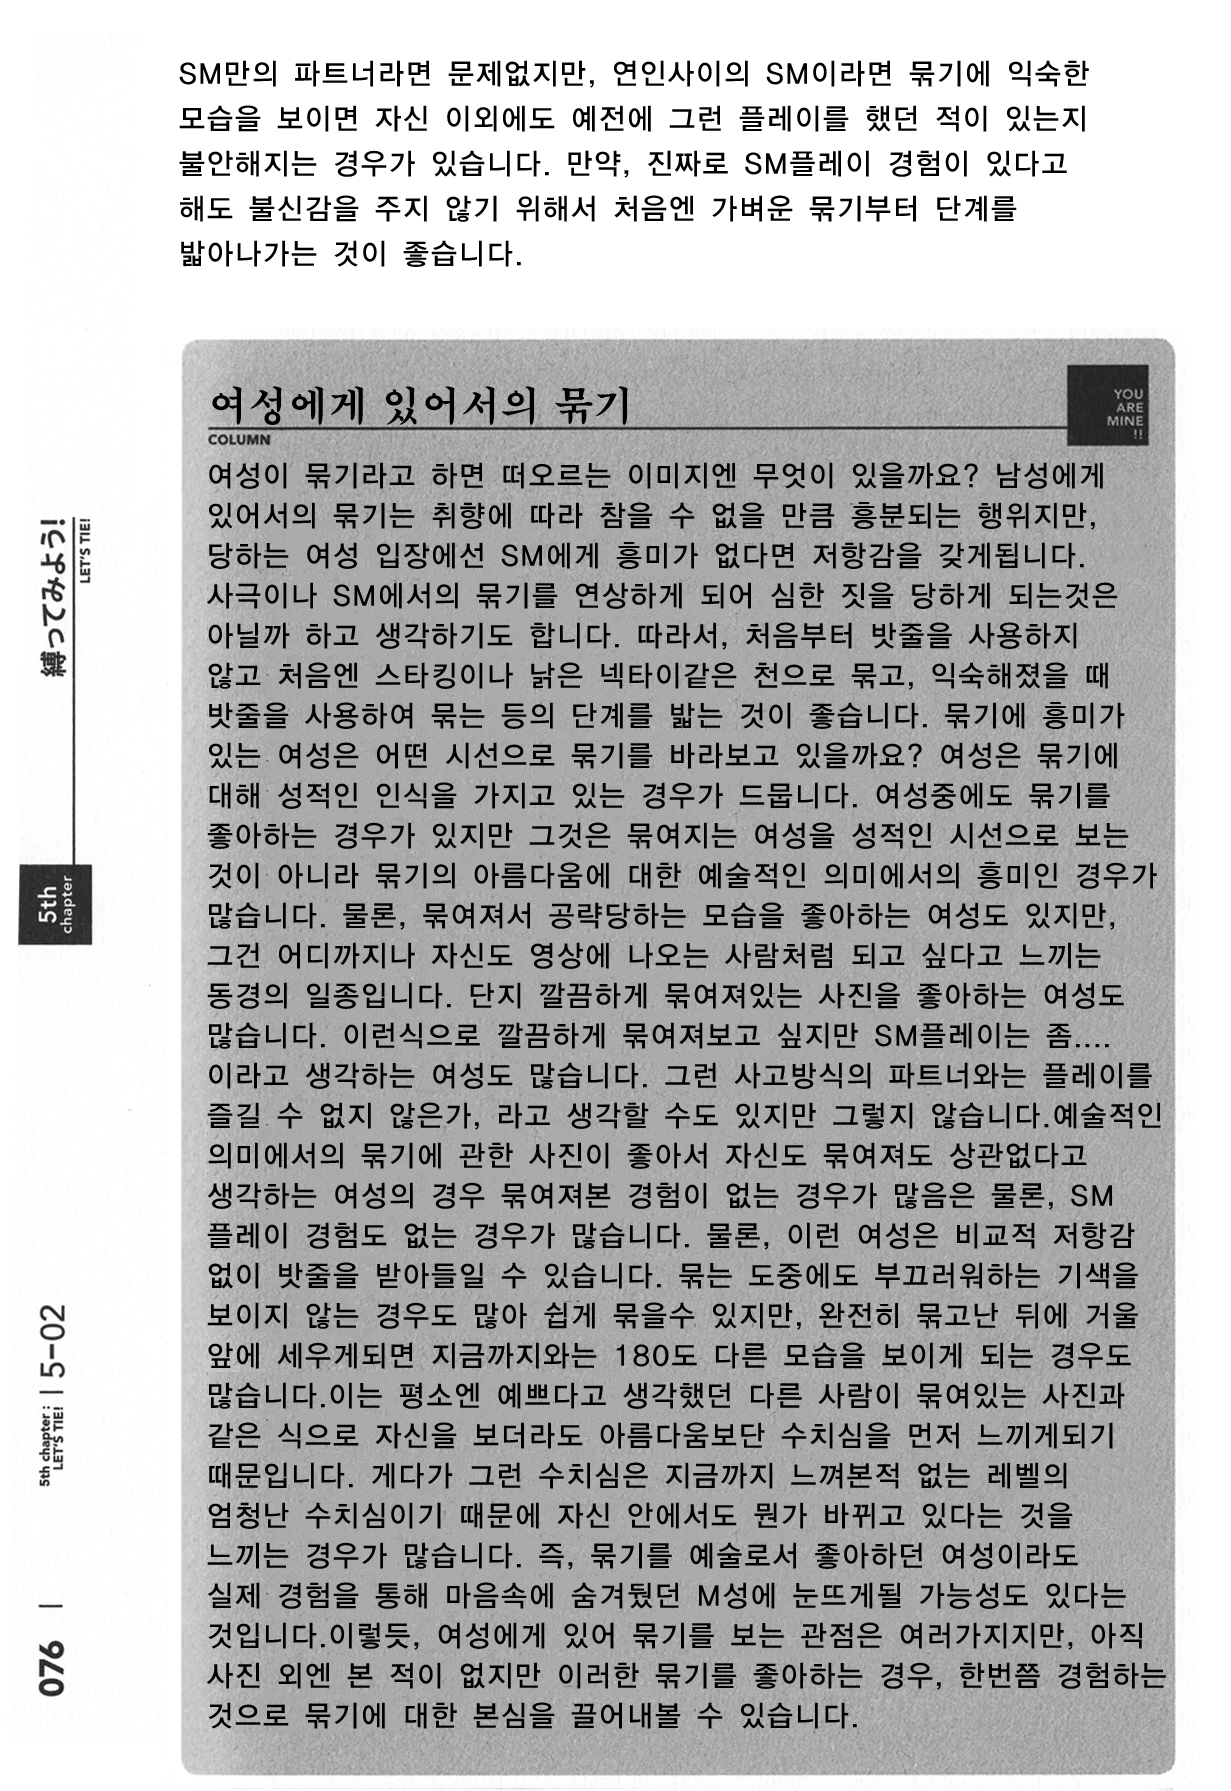 SM만의 파트너라면 문제없지만, 연인사이의 SM이라면 묶기에 익숙한
모습을 보이면 자신 이외에도 예전에 그런 플레이를 했던 적이 있는지
불안해지는 경우가 있습니다. 만약, 진짜로 SM플레이 경험이 있다고
해도 불신감을 주지 않기 위해서 처음엔 가벼운 묶기부터 단계를
밟아나가는 것이 좋습니다.
여성에게 있어서의 묶기
COLUMN
YOU
ARE
MINE
!!
여성이 묶기라고 하면 떠오르는 이미지엔 무엇이 있을까요? 남성에게
있어서의 묶기는 취향에 따라 참을 수 없을 만큼 흥분되는 행위지만,
당하는 여성 입장에선 SM에게 흥미가 없다면 저항감을 갖게됩니다.
사극이나 SM에서의 묶기를 연상하게 되어 심한 짓을 당하게 되는것은
아닐까 하고 생각하기도 합니다. 따라서, 처음부터 밧줄을 사용하지
않고 처음엔 스타킹이나 낡은 넥타이같은 천으로 묶고, 익숙해졌을 때
밧줄을 사용하여 묶는 등의 단계를 밟는 것이 좋습니다. 묶기에 흥미가
있는 여성은 어떤 시선으로 묶기를 바라보고 있을까요? 여성은 묶기에
대해 성적인 인식을 가지고 있는 경우가 드뭅니다. 여성중에도 묶기를
좋아하는 경우가 있지만 그것은 묶여지는 여성을 성적인 시선으로 보는
것이 아니라 묶기의 아름다움에 대한 예술적인 의미에서의 흥미인 경우가
많습니다. 물론, 묶여져서 공략당하는 모습을 좋아하는 여성도 있지만,
그건 어디까지나 자신도 영상에 나오는 사람처럼 되고 싶다고 느끼는
동경의 일종입니다. 단지 깔끔하게 묶여져있는 사진을 좋아하는 여성도
많습니다. 이런식으로 깔끔하게 묶여져보고 싶지만 SM플레이는 좀....
이라고 생각하는 여성도 많습니다. 그런 사고방식의 파트너와는 플레이를
즐길 수 없지 않은가, 라고 생각할 수도 있지만 그렇지 않습니다.예술적인
의미에서의 묶기에 관한 사진이 좋아서 자신도 묶여져도 상관없다고
생각하는 여성의 경우 묶여져본 경험이 없는 경우가 많음은 물론, SM
플레이 경험도 없는 경우가 많습니다. 물론, 이런 여성은 비교적 저항감
없이 밧줄을 받아들일 수 있습니다. 묶는 도중에도 부끄러워하는 기색을
보이지 않는 경우도 많아 쉽게 묶을수 있지만, 완전히 묶고난 뒤에 거울
앞에 세우게되면 지금까지와는 180도 다른 모습을 보이게 되는 경우도
많습니다.이는 평소엔 예쁘다고 생각했던 다른 사람이 묶여있는 사진과
같은 식으로 자신을 보더라도 아름다움보단 수치심을 먼저 느끼게되기
때문입니다. 게다가 그런 수치심은 지금까지 느껴본적 없는 레벨의
엄청난 수치심이기 때문에 자신 안에서도 뭔가 바뀌고 있다는 것을
느끼는 경우가 많습니다. 즉, 묶기를 예술로서 좋아하던 여성이라도
실제 경험을 통해 마음속에 숨겨뒀던 M성에 눈뜨게될 가능성도 있다는
것입니다.이렇듯, 여성에게 있어 묶기를 보는 관점은 여러가지지만, 아직
사진 외엔 본 적이 없지만 이러한 묶기를 좋아하는 경우, 한번쯤 경험하는
것으로 묶기에 대한 본심을 끌어내볼 수 있습니다.
縛ってみよう!
LET'S TIE!
5th
chapter
5th chapter :
LET'S TIE!
5-02
076